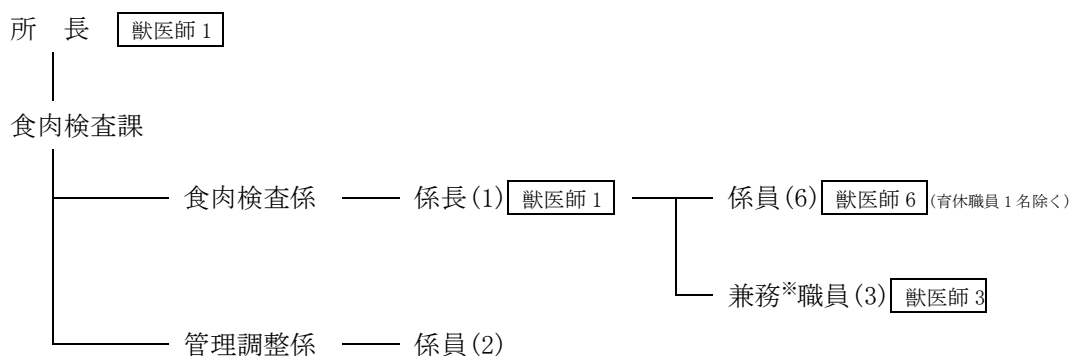 所　長　獣医師 1
食肉検査課
食肉検査係　係長(1) 獣医師 1　係員(6) 獣医師 6 (育休職員 1 名除く)
兼務※職員(3) 獣医師 3
管理調整係　係員(2)